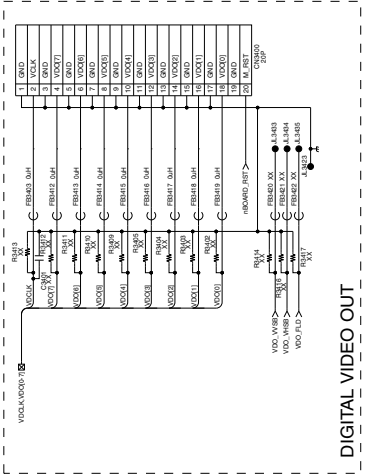 CN3400
20P
1 GND
2 VCLK
3 GND
4 VDO[7]
5 GND
6 VDO[6]
7 GND
8 VDO[5]
9 GND
10 VDO[4]
11 GND
12 VDO[3]
13 GND
14 VDO[2]
15 GND
16 VDO[1]
17 GND
18 VDO[0]
19 GND
20 M_RST
FB3403 0uH
FB3412 0uH
FB3413 0uH
FB3414 0uH
FB3415 0uH
FB3416 0uH
FB3417 0uH
FB3418 0uH
FB3419 0uH
nBOARD_RST
FB3420 XX
FB3421 XX
FB3422 XX
JL3433
JL3434
JL3435
JL3423
R3413
XX
R3412
XX
C3401
XX
R3411
XX
R3410
XX
R3409
XX
R3405
XX
R3404
XX
R3403
XX
R3402
XX
R3414
XX
R3416
XX
R3417
XX
VDCLK
VDO[7]
VDO[6]
VDO[5]
VDO[4]
VDO[3]
VDO[2]
VDO[1]
VDO[0]
VDO_VVSB
VDO_VHSB
VDO_FLD
VDCLK,VDO[0-7]
DIGITAL VIDEO OUT